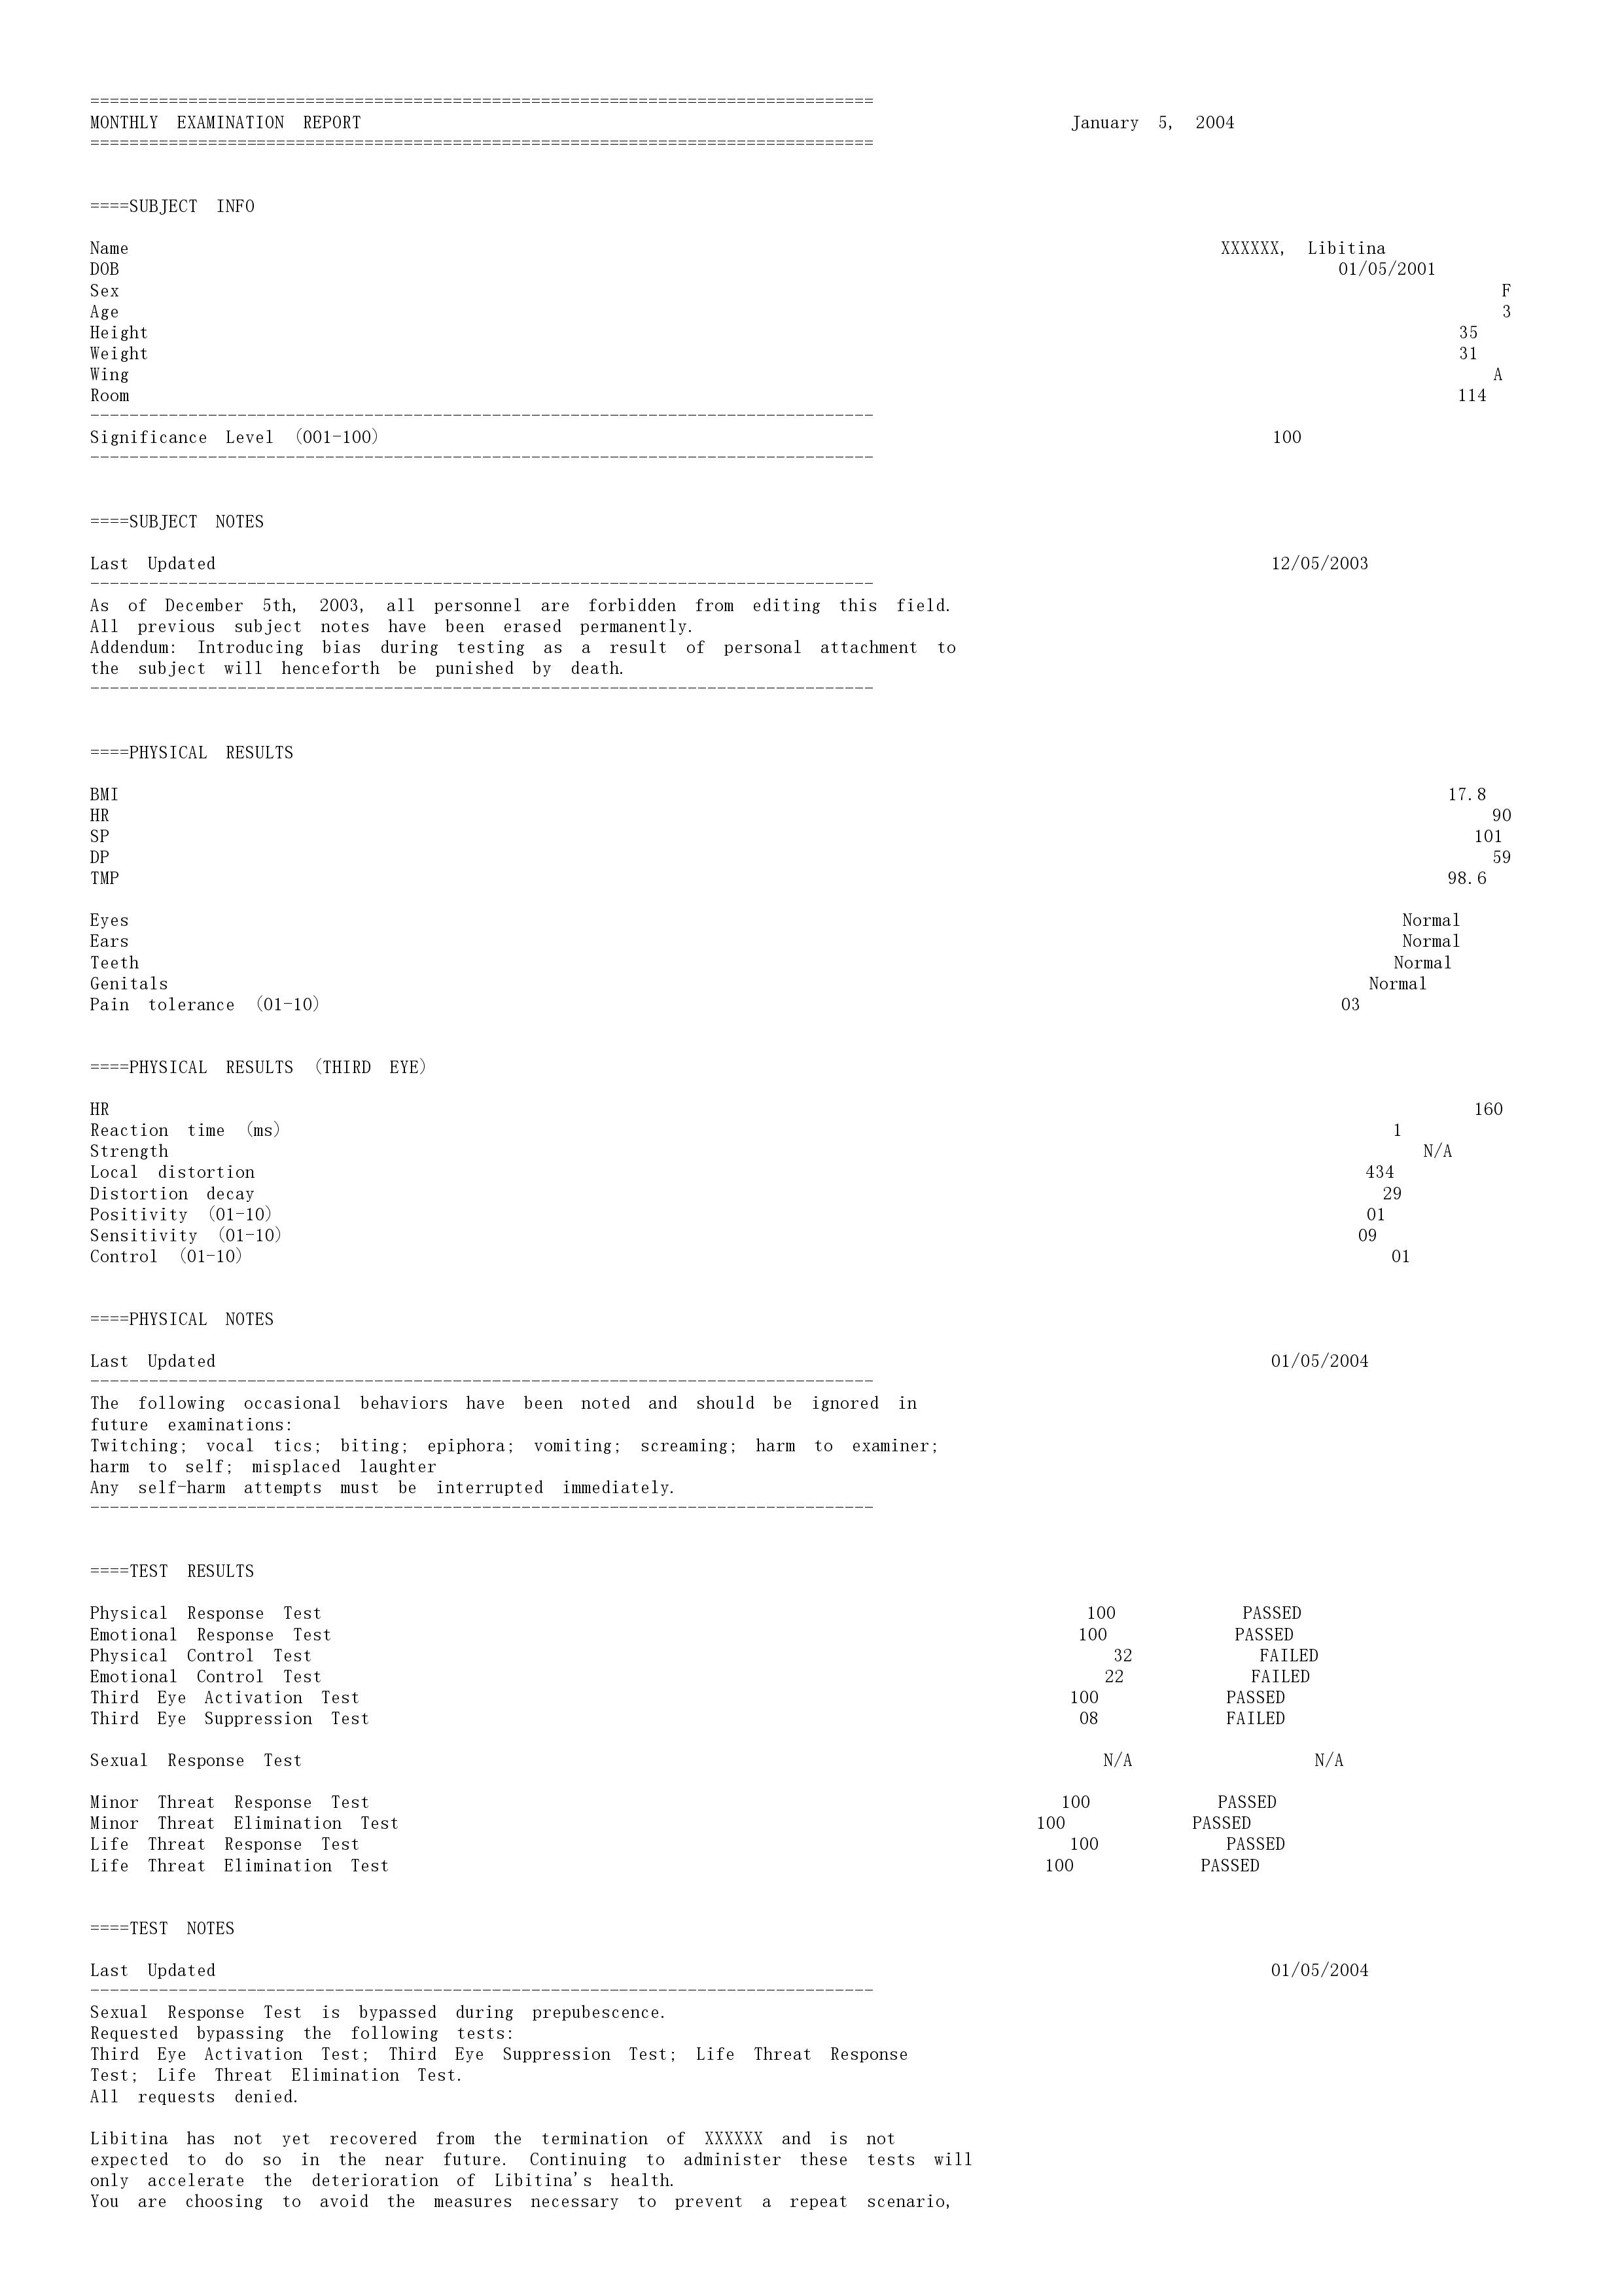 ================================================================================
MONTHLY EXAMINATION REPORT January 5, 2004
================================================================================
====SUBJECT INFO
Name XXXXXX, Libitina
DOB 01/05/2001
Sex F
Age 3
Height 35
Weight 31
Wing A
Room 114
--------------------------------------------------------------------------------
Significance Level (001-100) 100
--------------------------------------------------------------------------------
====SUBJECT NOTES
Last Updated 12/05/2003
--------------------------------------------------------------------------------
As of December 5th, 2003, all personnel are forbidden from editing this field.
All previous subject notes have been erased permanently.
Addendum: Introducing bias during testing as a result of personal attachment to
the subject will henceforth be punished by death.
--------------------------------------------------------------------------------
====PHYSICAL RESULTS
BMI 17.8
HR 90
SP 101
DP 59
TMP 98.6
Eyes Normal
Ears Normal
Teeth Normal
Genitals Normal
Pain tolerance (01-10) 03
====PHYSICAL RESULTS (THIRD EYE)
HR 160
Reaction time (ms) 1
Strength N/A
Local distortion 434
Distortion decay 29
Positivity (01-10) 01
Sensitivity (01-10) 09
Control (01-10) 01
====PHYSICAL NOTES
Last Updated 01/05/2004
--------------------------------------------------------------------------------
The following occasional behaviors have been noted and should be ignored in
future examinations:
Twitching; vocal tics; biting; epiphora; vomiting; screaming; harm to examiner;
harm to self; misplaced laughter
Any self-harm attempts must be interrupted immediately.
--------------------------------------------------------------------------------
====TEST RESULTS
Physical Response Test 100 PASSED
Emotional Response Test 100 PASSED
Physical Control Test 32 FAILED
Emotional Control Test 22 FAILED
Third Eye Activation Test 100 PASSED
Third Eye Suppression Test 08 FAILED
Sexual Response Test N/A N/A
Minor Threat Response Test 100 PASSED
Minor Threat Elimination Test 100 PASSED
Life Threat Response Test 100 PASSED
Life Threat Elimination Test 100 PASSED
====TEST NOTES
Last Updated 01/05/2004
--------------------------------------------------------------------------------
Sexual Response Test is bypassed during prepubescence.
Requested bypassing the following tests:
Third Eye Activation Test; Third Eye Suppression Test; Life Threat Response
Test; Life Threat Elimination Test.
All requests denied.
Libitina has not yet recovered from the termination of XXXXXX and is not
expected to do so in the near future. Continuing to administer these tests will
only accelerate the deterioration of Libitina's health.
You are choosing to avoid the measures necessary to prevent a repeat scenario,